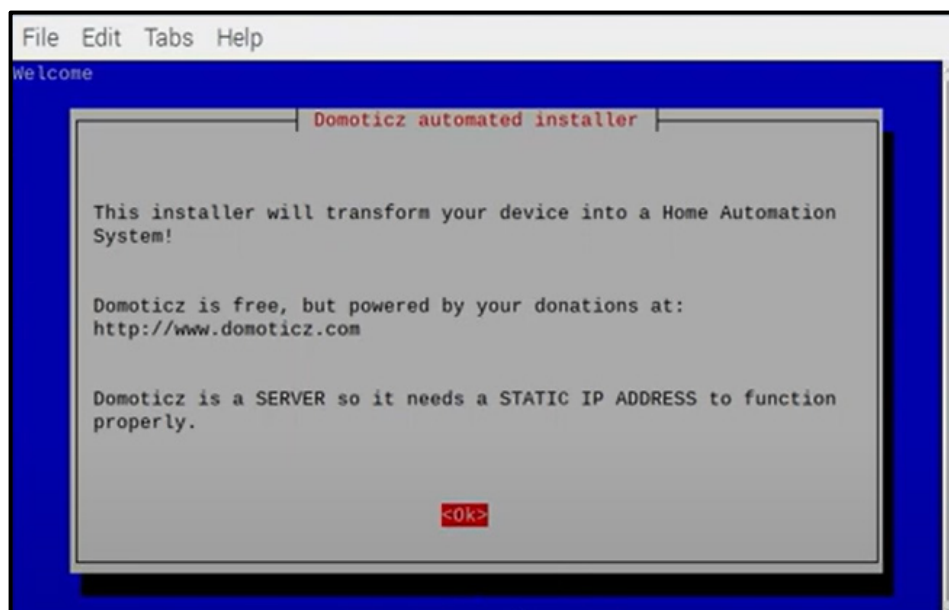 File Edit Tabs Help
Welcome
Domoticz automated installer
This installer will transform your device into a Home Automation
System!
Domoticz is free, but powered by your donations at:
http://www.domoticz.com
Domoticz is a SERVER so it needs a STATIC IP ADDRESS to function
properly.
<Ok>